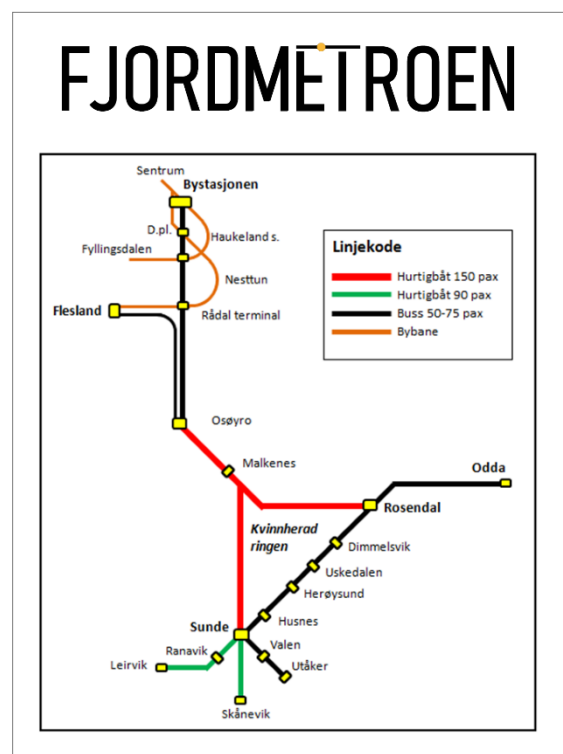 FJORDMETROEN
Sentrum
Bystasjonen
D.pl.
Haukeland s.
Fyllingsdalen
Nesttun
Flesland
Rådal terminal
Linjekode
Hurtigbåt 150 pax
Hurtigbåt 90 pax
Buss 50-75 pax
Bybane
Osøyro
Malkenes
Odda
Rosendal
Kvinnherad
ringen
Dimmelsvik
Uskedalen
Herøysund
Husnes
Sunde
Valen
Ranavik
Leirvik
Utåker
Skånevik